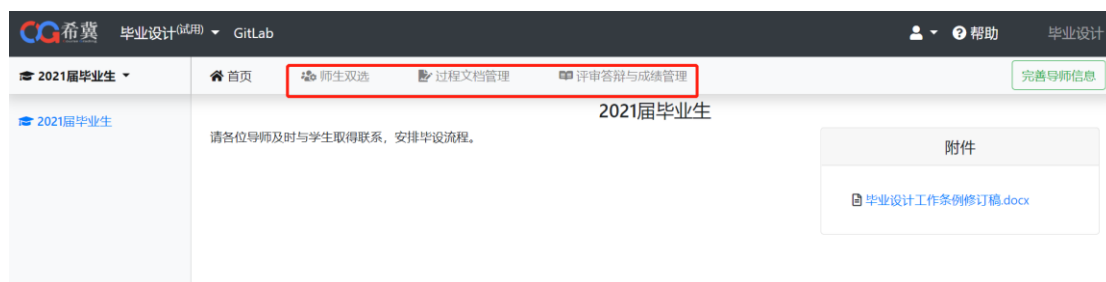 CG希冀 毕业设计(试用) GitLab 帮助 毕业设计
2021届毕业生 首页 师生双选 过程文档管理 评审答辩与成绩管理 完善导师信息
2021届毕业生
2021届毕业生
请各位导师及时与学生取得联系，安排毕设流程。
附件
毕业设计工作条例修订稿.docx